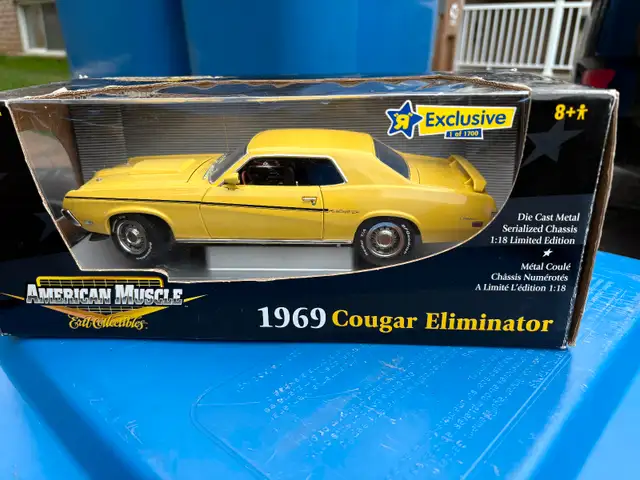 R Exclusive
1 of 1700
8+
Die Cast Metal
Serialized Chassis
1:18 Limited Edition
Métal Coulé
Châssis Numérotés
A Limité L'édition 1:18
AMERICAN MUSCLE
Ertl Collectibles
1969 Cougar Eliminator